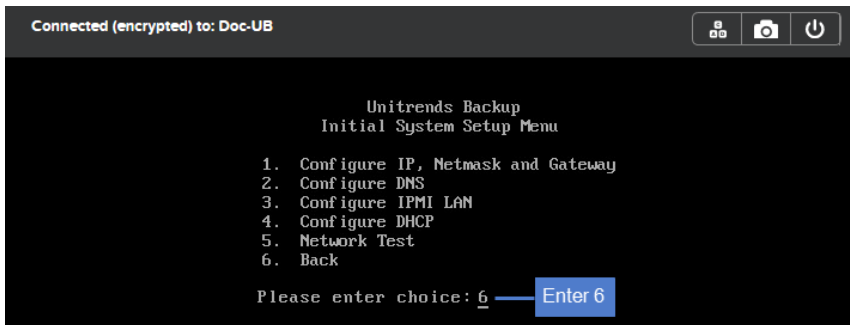 Connected (encrypted) to: Doc-UB
Unitrends Backup
Initial System Setup Menu
1. Configure IP, Netmask and Gateway
2. Configure DNS
3. Configure IPMI LAN
4. Configure DHCP
5. Network Test
6. Back
Please enter choice: 6 Enter 6